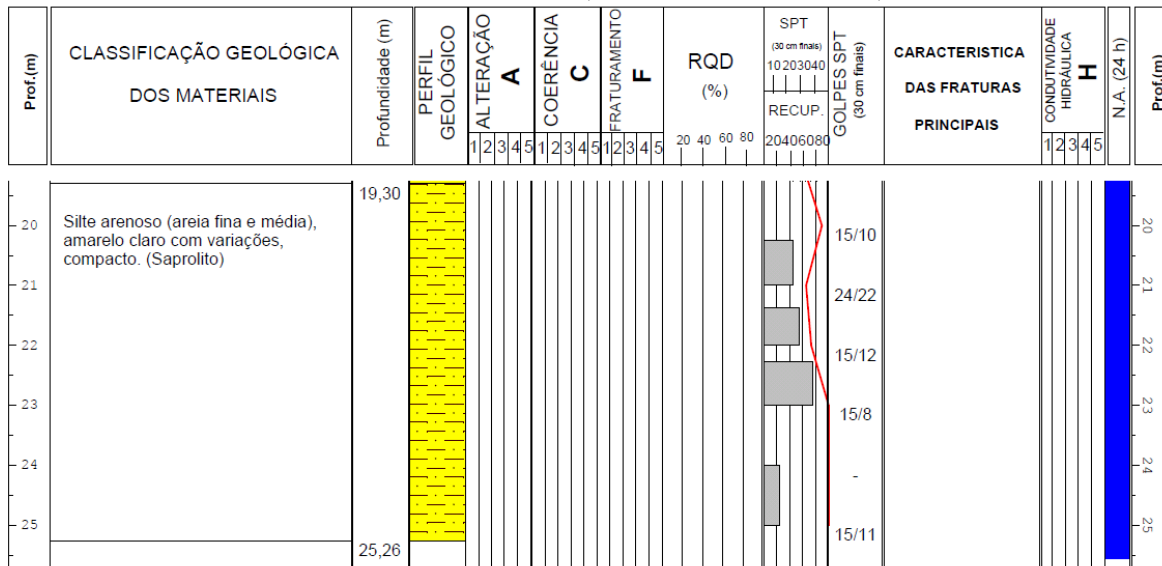 Prof.(m)
CLASSIFICAÇÃO GEOLÓGICA
DOS MATERIAIS
Profundidade (m)
PERFIL
GEOLÓGICO
ALTERAÇÃO
A
1 2 3 4 5
COERÊNCIA
C
1 2 3 4 5
FRATURAMENTO
F
1 2 3 4 5
RQD
(%)
20 40 60 80
SPT
(30 cm finais)
10 20 30 40
RECUP.
20 40 60 80
GOLPES SPT
(30 cm finais)
CARACTERISTICA
DAS FRATURAS
PRINCIPAIS
CONDUTIVIDADE
HIDRÁULICA
H
1 2 3 4 5
N.A. (24 h)
Prof.(m)
19,30
Silte arenoso (areia fina e média),
amarelo claro com variações,
compacto. (Saprolito)
20
15/10
20
21
24/22
21
22
15/12
22
23
15/8
23
24
-
24
25
15/11
25
25,26